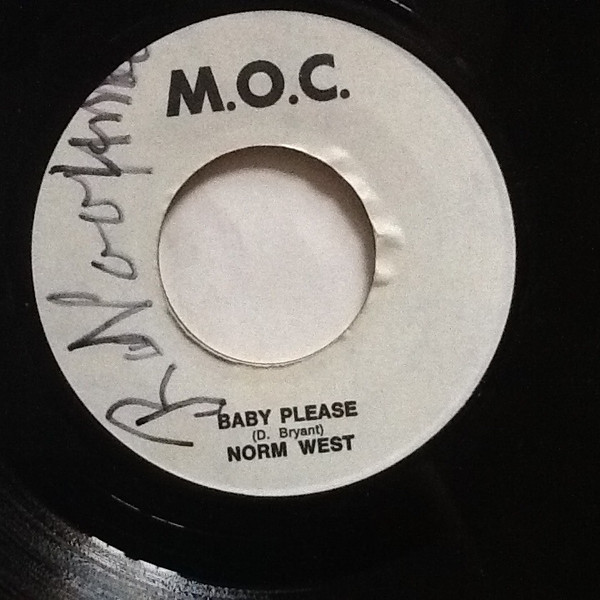 M.O.C.
BABY PLEASE
(D. Bryant)
NORM WEST